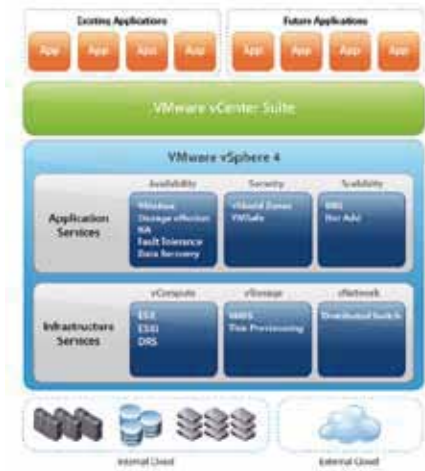 Existing Applications
Future Applications
App App App App
App App App App
VMware vCenter Suite
VMware vSphere 4
Availability Security Scalability
Application
Services
VMotion
Storage vMotion
HA
Fault Tolerance
Data Recovery
vShield Zones
VMSafe
DRS
Hot Add
vCompute vStorage vNetwork
Infrastructure
Services
ESX
ESXi
DRS
VMFS
Thin Provisioning
Distributed Switch
Internal Cloud
External Cloud